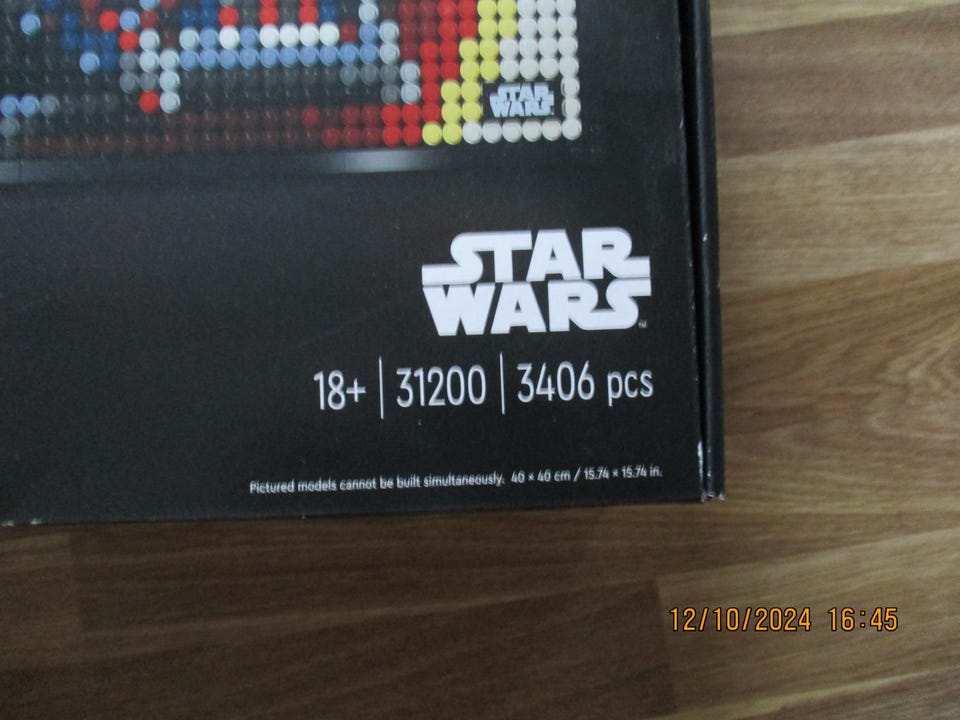 STAR
WARS
STAR
WARS™
18+ | 31200 | 3406 pcs
Pictured models cannot be built simultaneously. 40 × 40 cm / 15.74 × 15.74 in.
12/10/2024 16:45